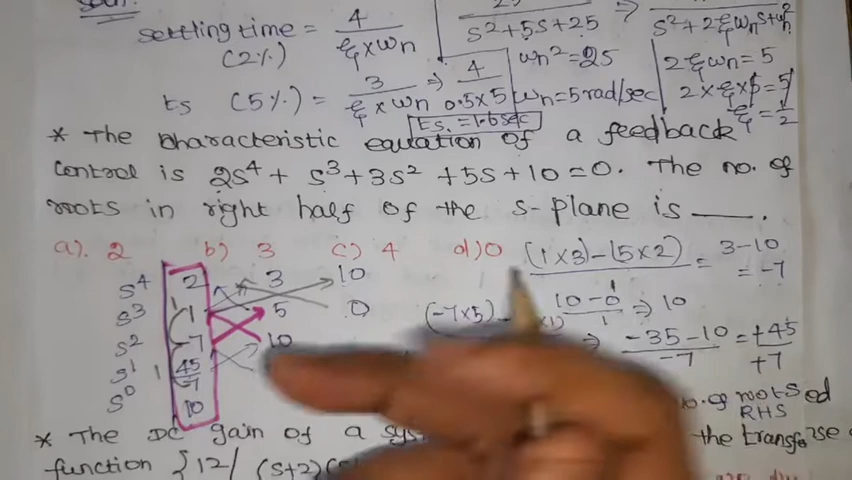 settling time = 4 / ξ×ωn
(2%)
ts (5%) = 3 / ξ×ωn ⇒ 4 / 0.5×5
ts. = 1.6sec
s²+5s+25 ⇒ s²+2ξωns+ωn²
ωn²=25
ωn=5rad/sec
2ξωn=5
2×ξ×5=5
ξ=1/2
* The characteristic equation of a feedback
control is 2s⁴+ s³+3s² +5s+10=0. The no. of
roots in right half of the s-plane is ____.
a). 2 b) 3 c) 4 d) 0
s⁴ 2 3 10
s³ 1 5 0
s² -7 10
s¹ 45/-7
s⁰ 10
(1×3)-(5×2) = 3-10
= -7
10-0 / 1 ⇒ 10
(-7×5) -
⇒ -35-10 / -7 = +45 / +7
RHS
* The DC gain of a
the
function {12/ (s+2)